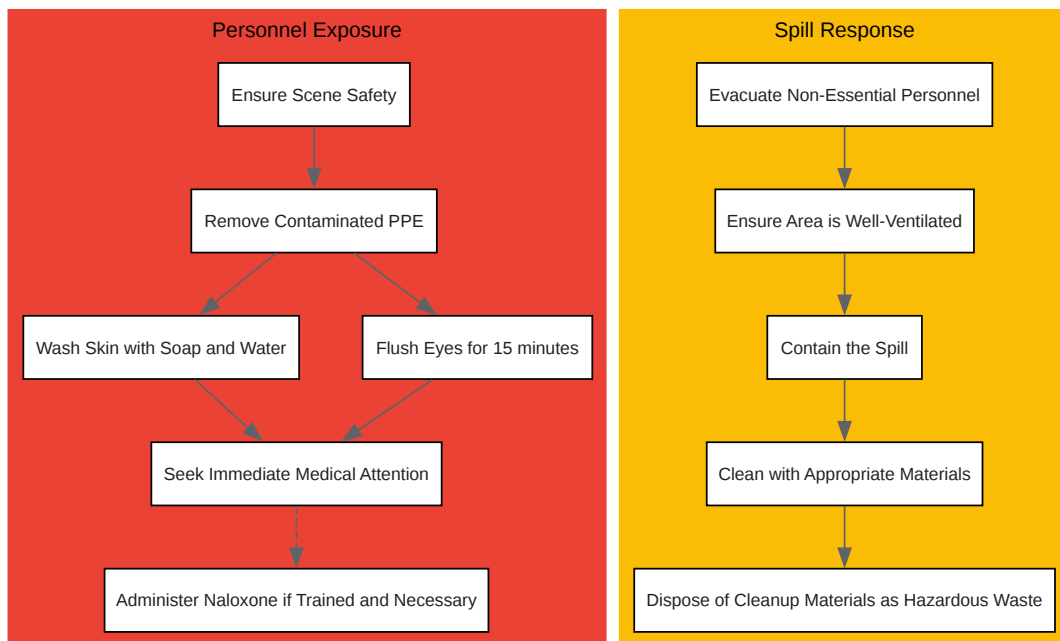 Personnel Exposure
Ensure Scene Safety
Remove Contaminated PPE
Wash Skin with Soap and Water
Flush Eyes for 15 minutes
Seek Immediate Medical Attention
Administer Naloxone if Trained and Necessary
Spill Response
Evacuate Non-Essential Personnel
Ensure Area is Well-Ventilated
Contain the Spill
Clean with Appropriate Materials
Dispose of Cleanup Materials as Hazardous Waste